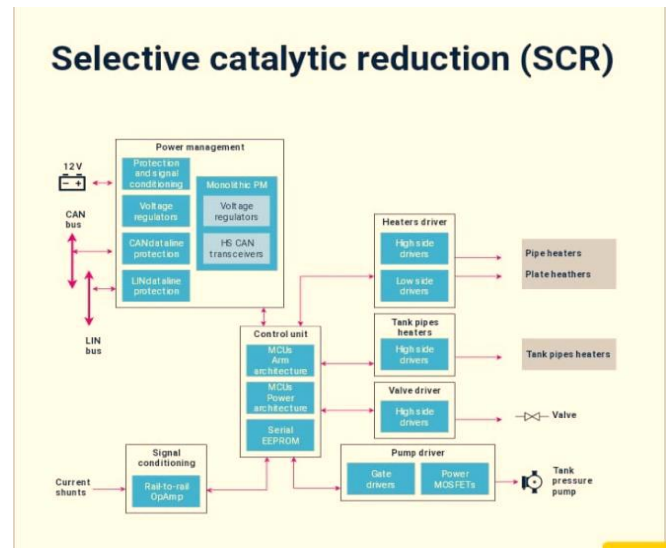 Selective catalytic reduction (SCR)
Power management
12 V
Protection
and signal
conditioning
Monolithic PM
CAN
bus
Voltage
regulators
Voltage
regulators
CAN dataline
protection
HS CAN
transceivers
LIN dataline
protection
LIN
bus
Heaters driver
High side
drivers
Low side
drivers
Pipe heaters
Plate heathers
Control unit
MCUs
Arm
architecture
MCUs
Power
architecture
Serial
EEPROM
Tank pipes
heaters
High side
drivers
Tank pipes heaters
Valve driver
High side
drivers
Valve
Signal
conditioning
Current
shunts
Rail-to-rail
OpAmp
Pump driver
Gate
drivers
Power
MOSFETs
Tank
pressure
pump